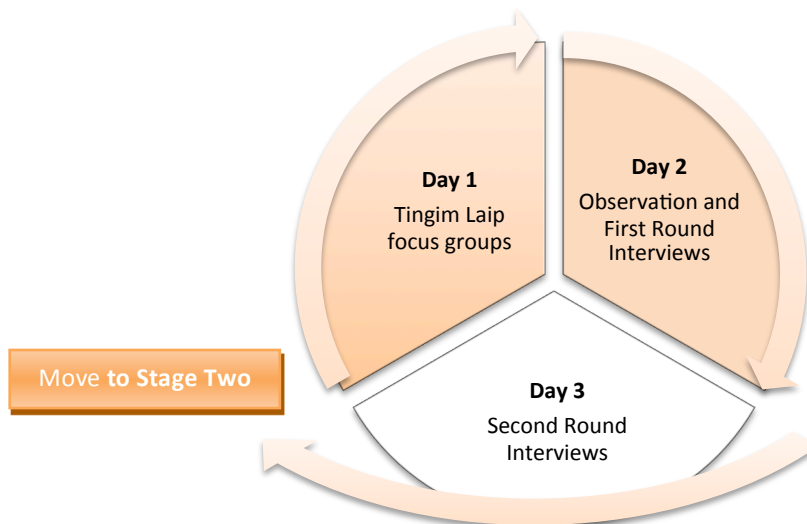 Day 1
Tingim Laip
focus groups
Day 2
Observation and
First Round
Interviews
Day 3
Second Round
Interviews
Move to Stage Two